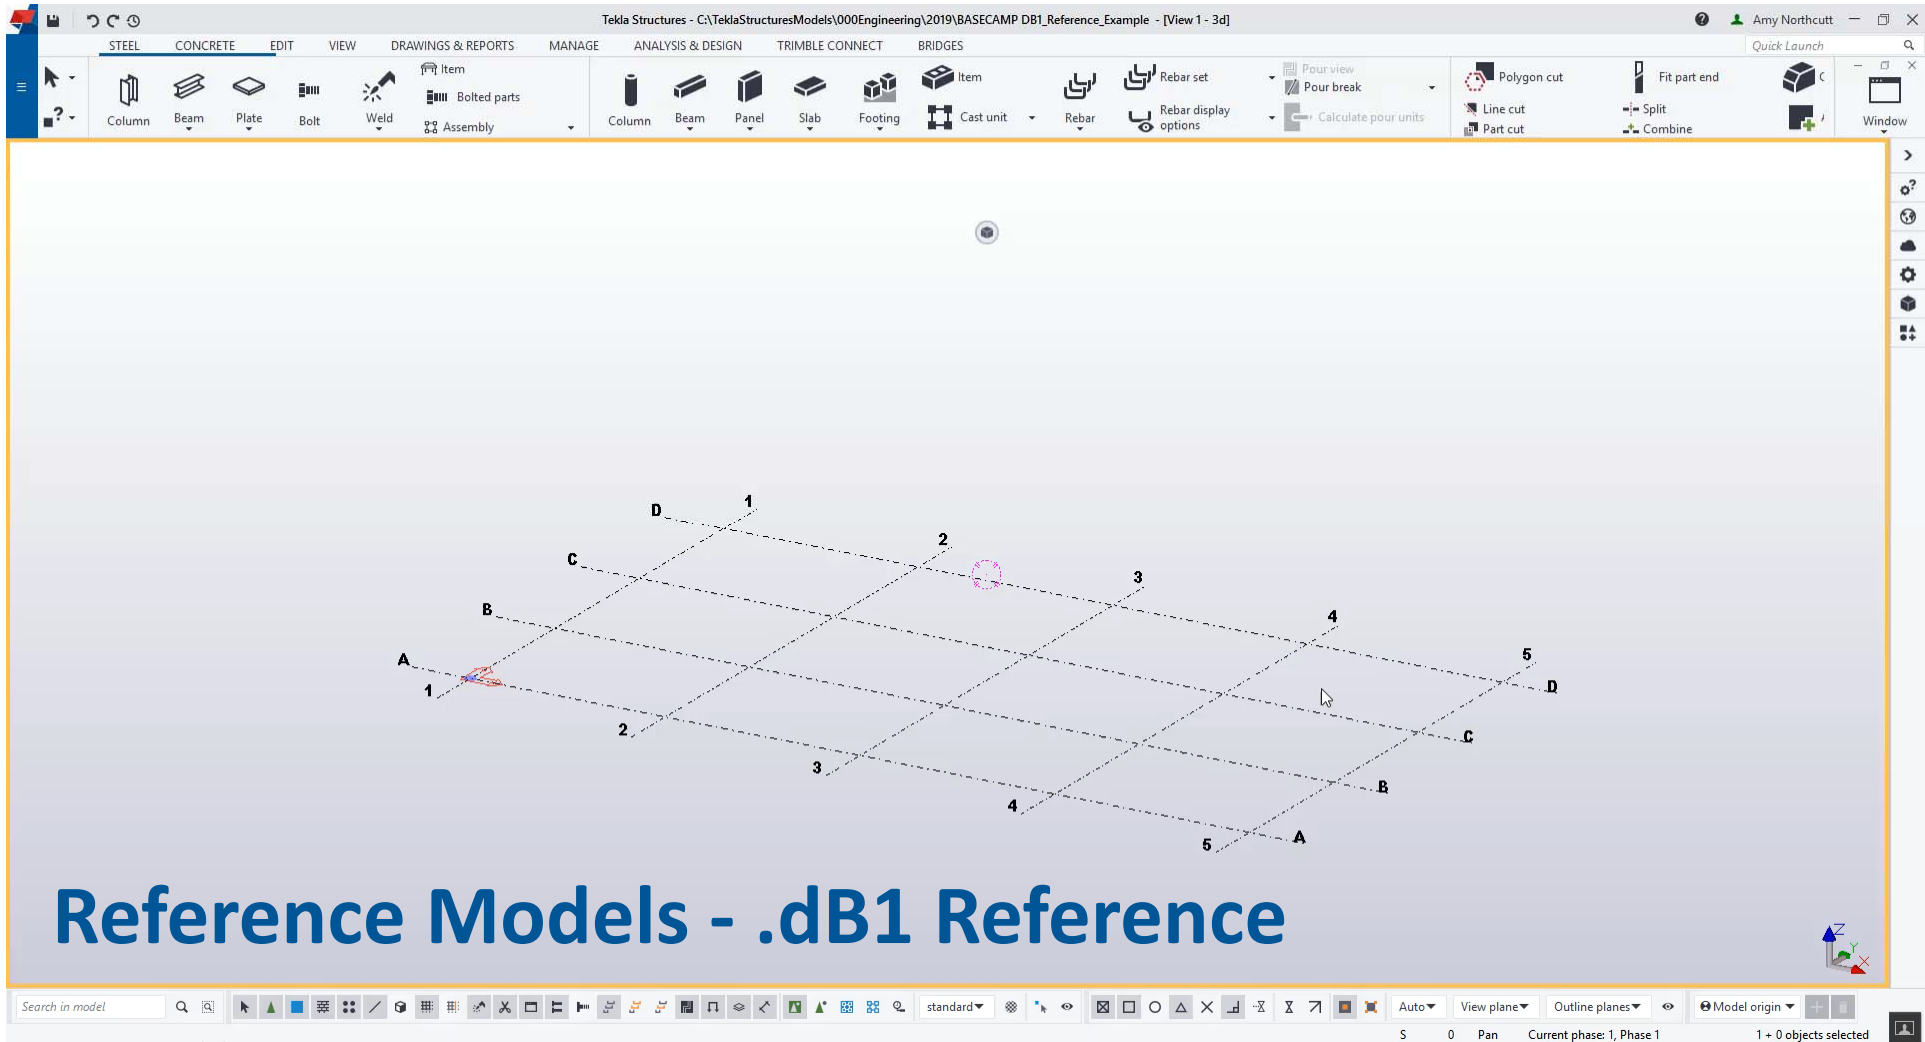 Tekla Structures - C:\TeklaStructuresModels\000Engineering\2019\BASECAMP DB1_Reference_Example - [View 1 - 3d]
Amy Northcutt
STEEL CONCRETE EDIT VIEW DRAWINGS & REPORTS MANAGE ANALYSIS & DESIGN TRIMBLE CONNECT BRIDGES
Quick Launch
Column Beam Plate Bolt Weld
Item
Bolted parts
Assembly
Column Beam Panel Slab Footing
Item
Cast unit
Rebar
Rebar set
Rebar display
options
Pour view
Pour break
Calculate pour units
Polygon cut
Line cut
Part cut
Fit part end
Split
Combine
Window
D 1
2
C
3
B
4
A
5
1
D
2
C
3
B
4
A
5
Reference Models - .dB1 Reference
Z
Y
X
Search in model
standard
Auto
View plane
Outline planes
Model origin
S 0 Pan Current phase: 1, Phase 1 1 + 0 objects selected